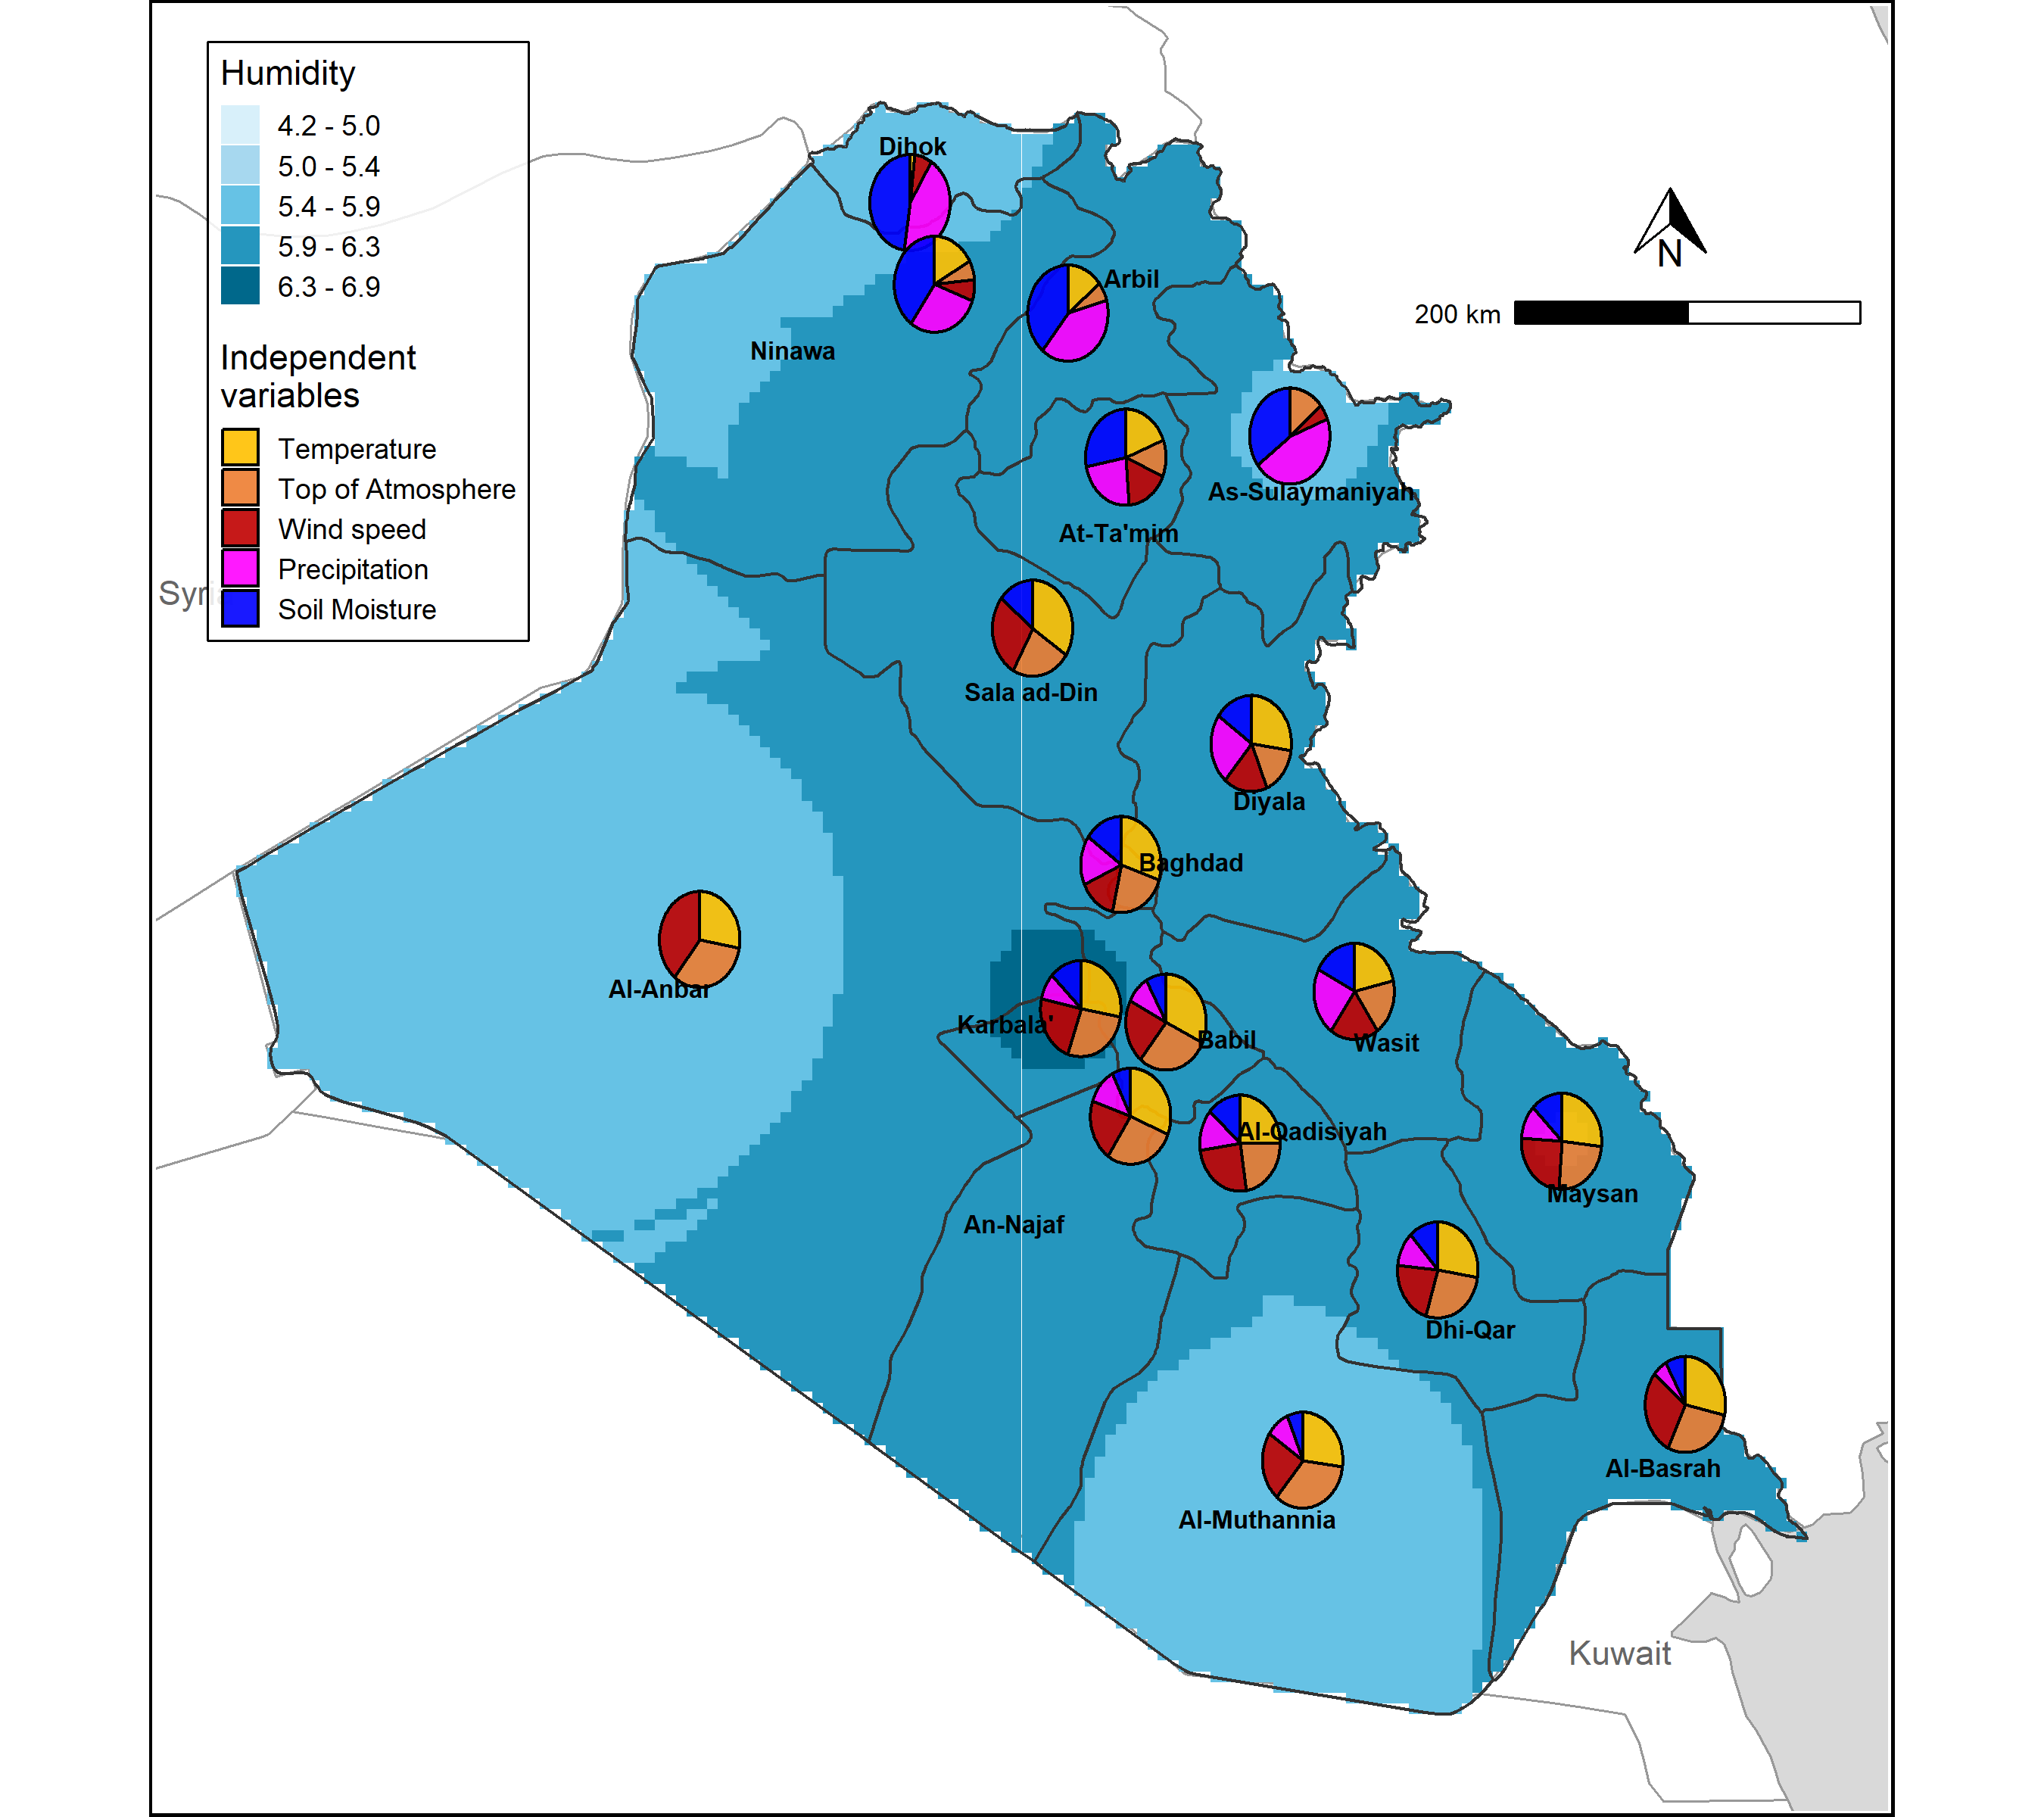 Humidity
4.2 - 5.0
5.0 - 5.4
5.4 - 5.9
5.9 - 6.3
6.3 - 6.9
Independent
variables
Temperature
Top of Atmosphere
Wind speed
Precipitation
Soil Moisture
Syria
N
200 km
Dihok
Arbil
Ninawa
As-Sulaymaniyah
At-Ta'mim
Sala ad-Din
Diyala
Baghdad
Al-Anbar
Karbala'
Babil
Wasit
Al-Qadisiyah
Maysan
An-Najaf
Dhi-Qar
Al-Basrah
Al-Muthannia
Kuwait